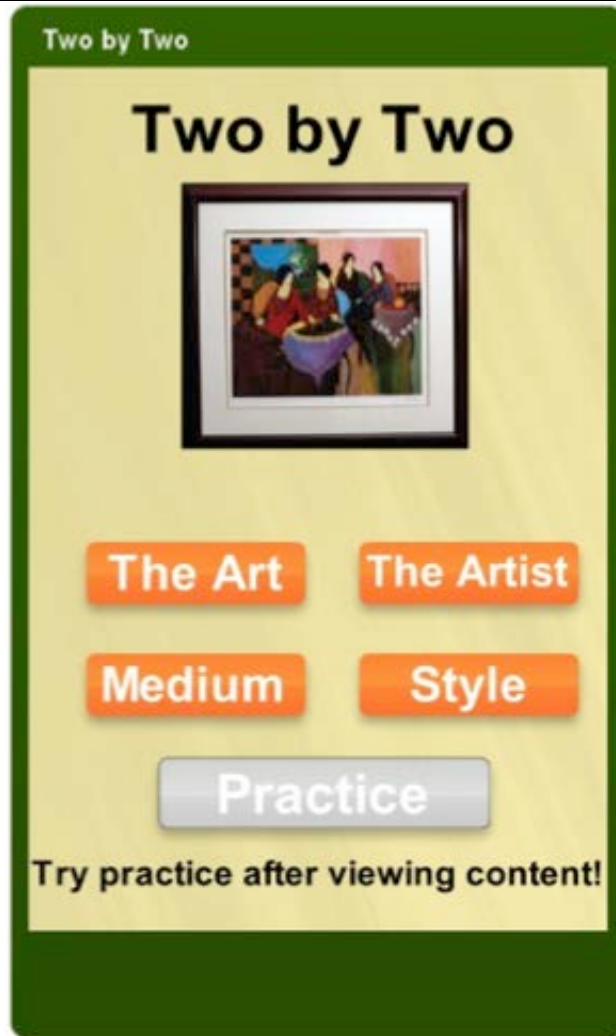 Two by Two
Two by Two
The Art
The Artist
Medium
Style
Practice
Try practice after viewing content!